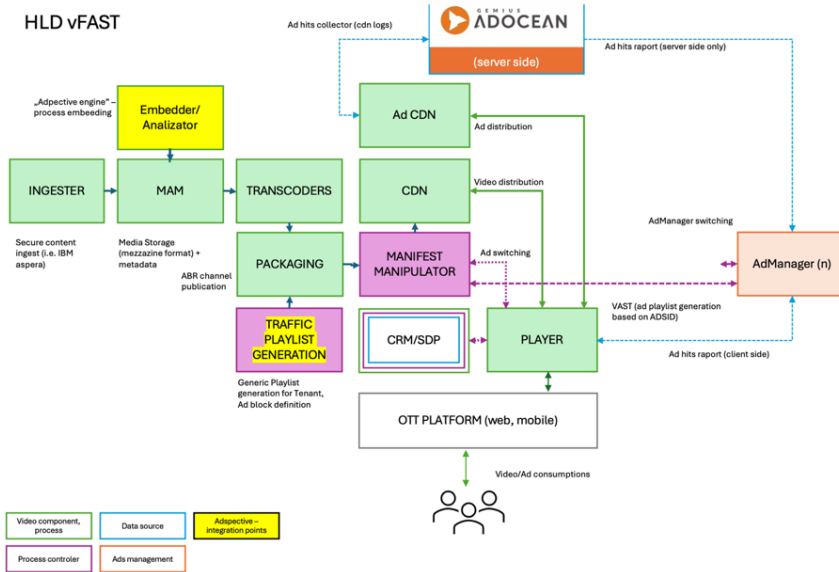 HLD vFAST
Ad hits collector (cdn logs)
GEMIUS
ADOCEAN
(server side)
Ad hits raport (server side only)
„Adpective engine" –
process embeeding
Embedder/
Analizator
Ad CDN
Ad distribution
INGESTER
MAM
TRANSCODERS
CDN
Video distribution
Secure content
ingest (i.e. IBM
aspera)
Media Storage
(mezzazine format) +
metadata
AdManager switching
ABR channel
publication
PACKAGING
MANIFEST
MANIPULATOR
Ad switching
AdManager (n)
TRAFFIC
PLAYLIST
GENERATION
CRM/SDP
PLAYER
VAST (ad playlist generation
based on ADSID)
Ad hits raport (client side)
Generic Playlist
generation for Tenant,
Ad block definition
OTT PLATFORM (web, mobile)
Video/Ad consumptions
Video component,
process
Data source
Adspective –
integration points
Process controler
Ads management